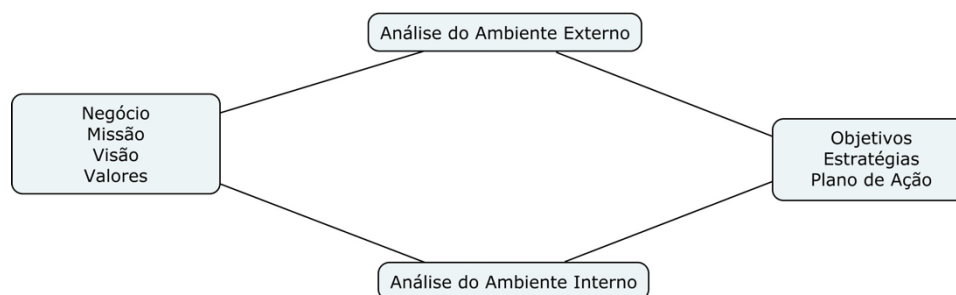 Análise do Ambiente Externo
Negócio
Missão
Visão
Valores
Objetivos
Estratégias
Plano de Ação
Análise do Ambiente Interno